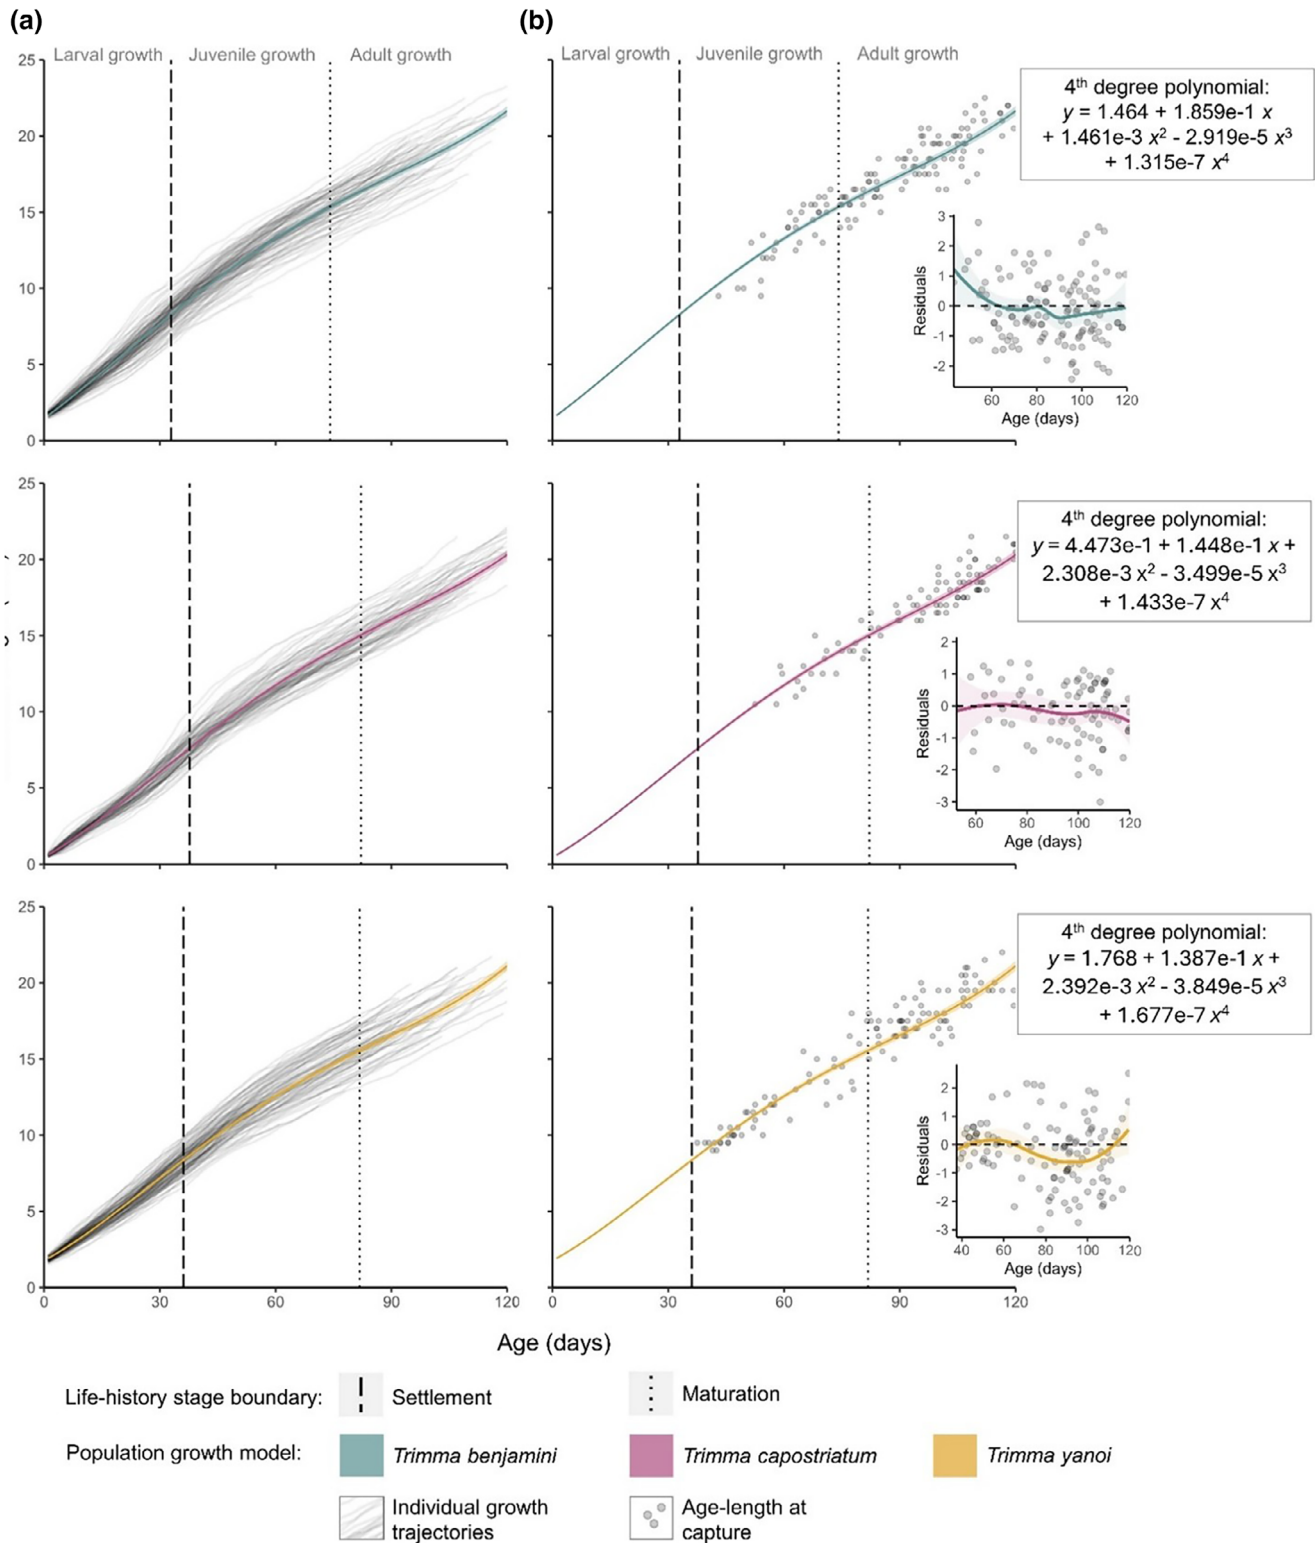 (a)
(b)
Larval growth
Juvenile growth
Adult growth
Larval growth
Juvenile growth
Adult growth
25
20
15
10
5
0
4th degree polynomial:
y = 1.464 + 1.859e-1 x
+ 1.461e-3 x² - 2.919e-5 x³
+ 1.315e-7 x⁴
3
2
1
0
-1
-2
Residuals
60
80
100
120
Age (days)
25
20
15
10
5
0
4th degree polynomial:
y = 4.473e-1 + 1.448e-1 x +
2.308e-3 x² - 3.499e-5 x³
+ 1.433e-7 x⁴
2
1
0
-1
-2
-3
Residuals
60
80
100
120
Age (days)
25
20
15
10
5
0
4th degree polynomial:
y = 1.768 + 1.387e-1 x +
2.392e-3 x² - 3.849e-5 x³
+ 1.677e-7 x⁴
2
1
0
-1
-2
-3
Residuals
40
60
80
100
120
Age (days)
0
30
60
90
120
0
30
60
90
120
Age (days)
Life-history stage boundary:
Settlement
Maturation
Population growth model:
Trimma benjamini
Trimma capostriatum
Trimma yanoi
Individual growth
trajectories
Age-length at
capture